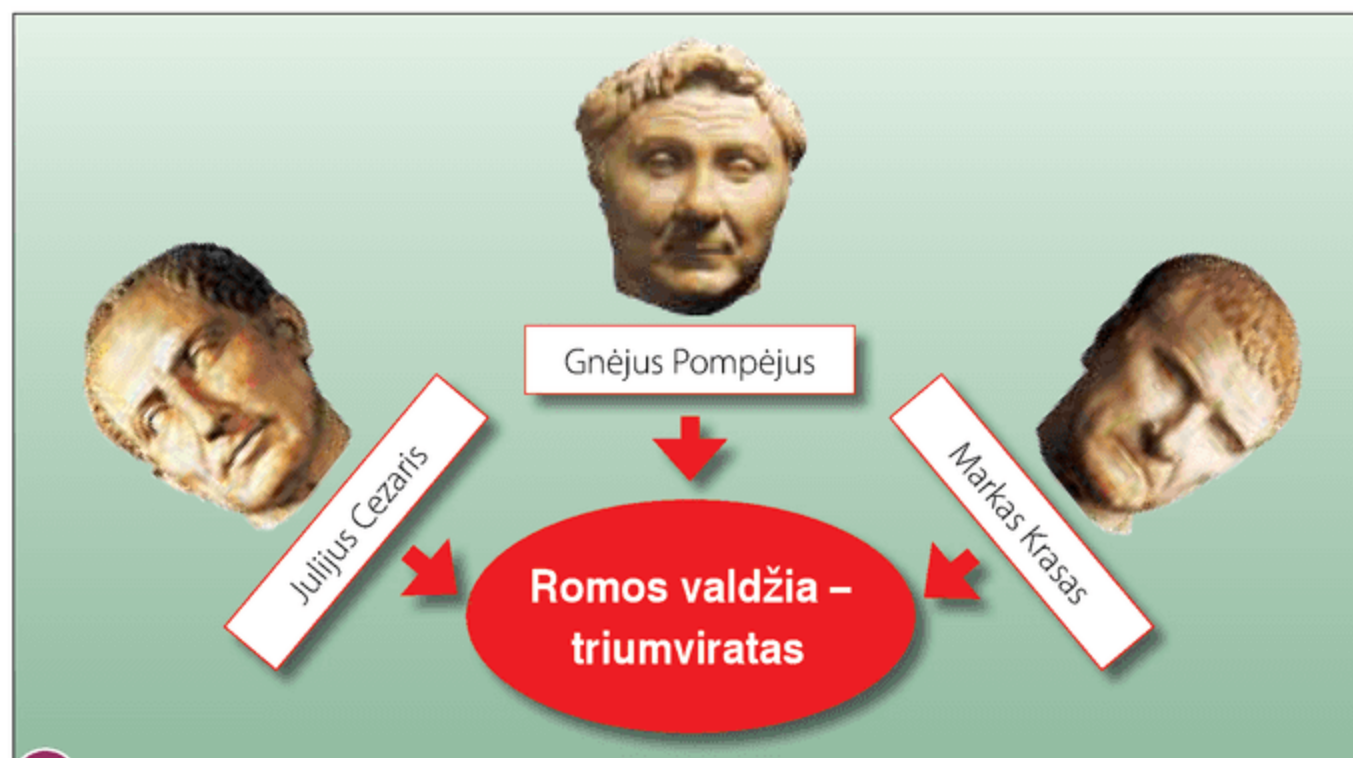 Gnėjus Pompėjus
Julijus Cezaris
Markas Krasas
Romos valdžia –
triumviratas